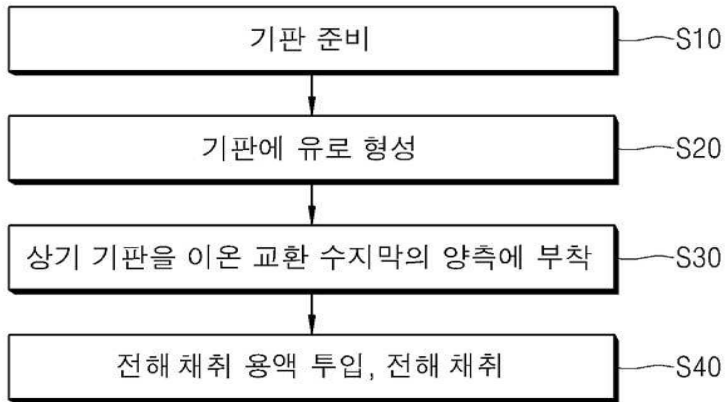 기판 준비 S10
기판에 유로 형성 S20
상기 기판을 이온 교환 수지막의 양측에 부착 S30
전해 채취 용액 투입, 전해 채취 S40